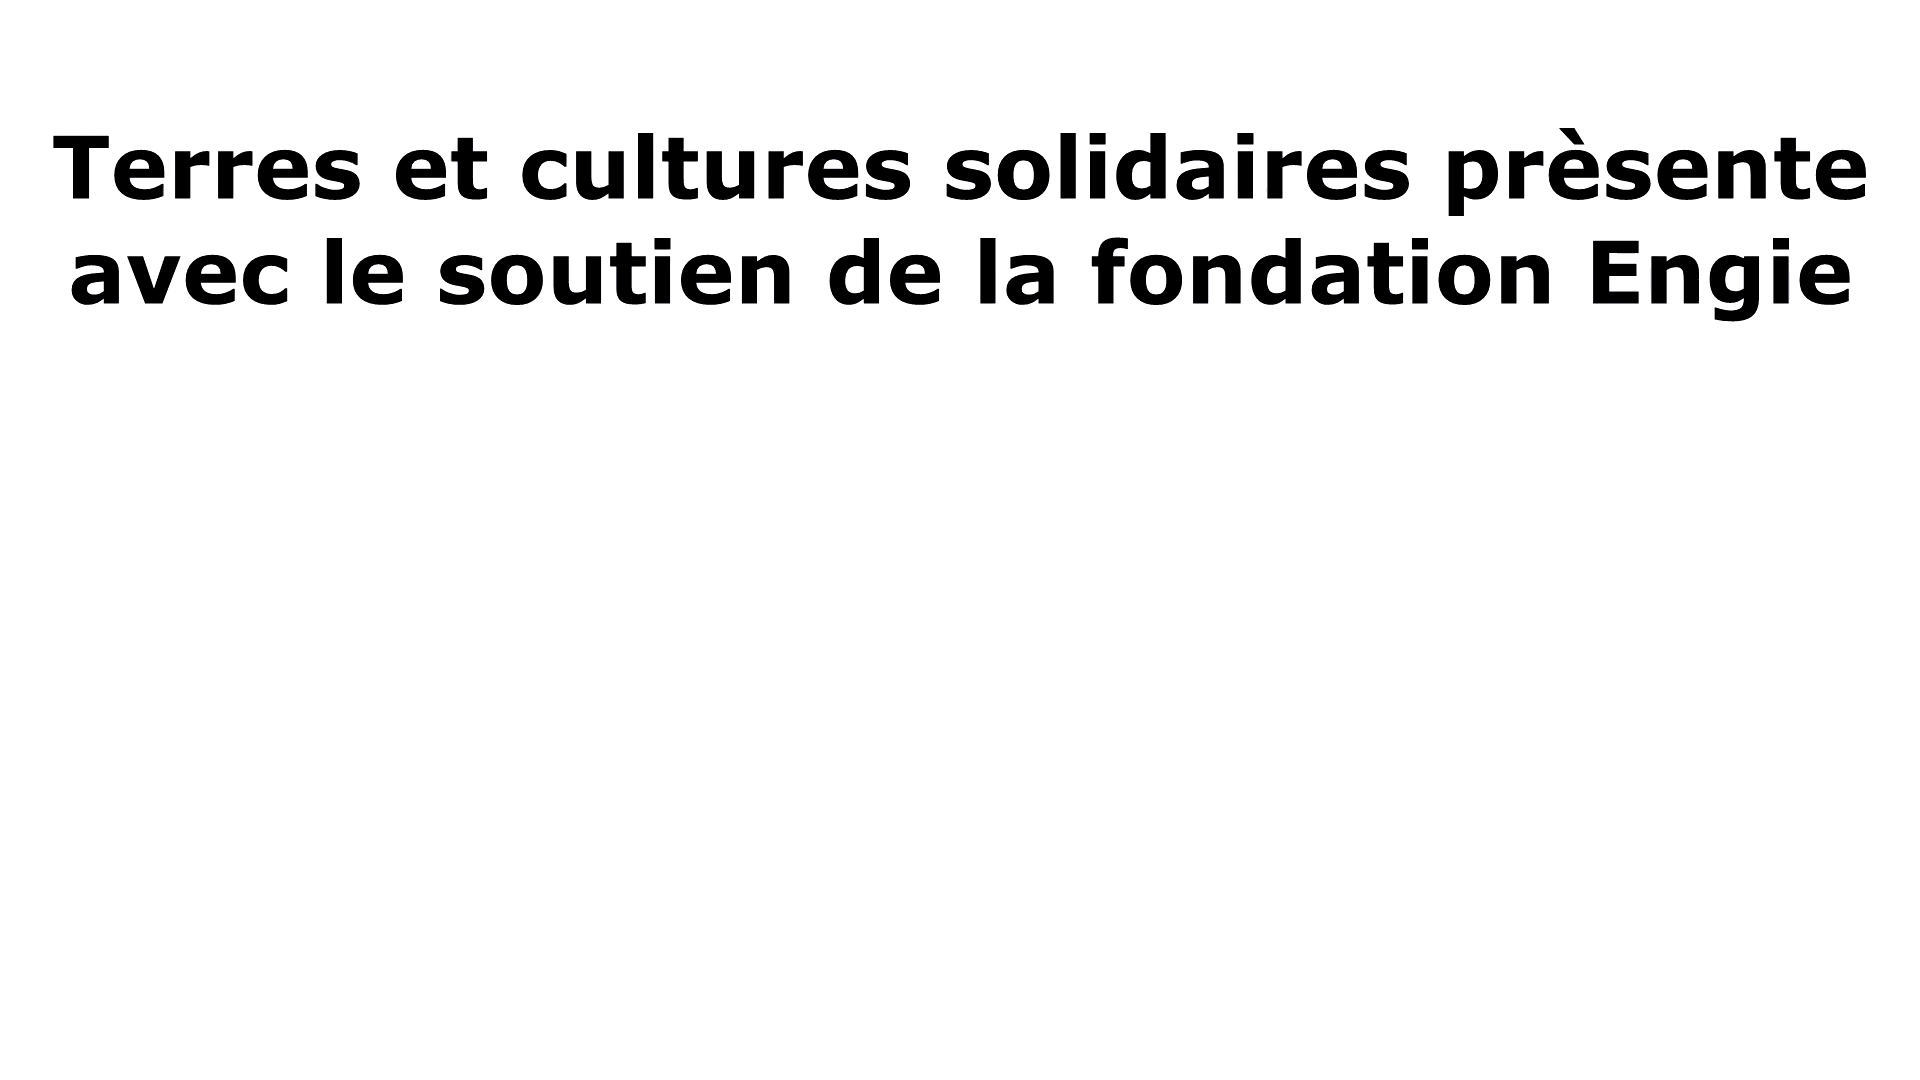 Terres et cultures solidaires prèsente
avec le soutien de la fondation Engie